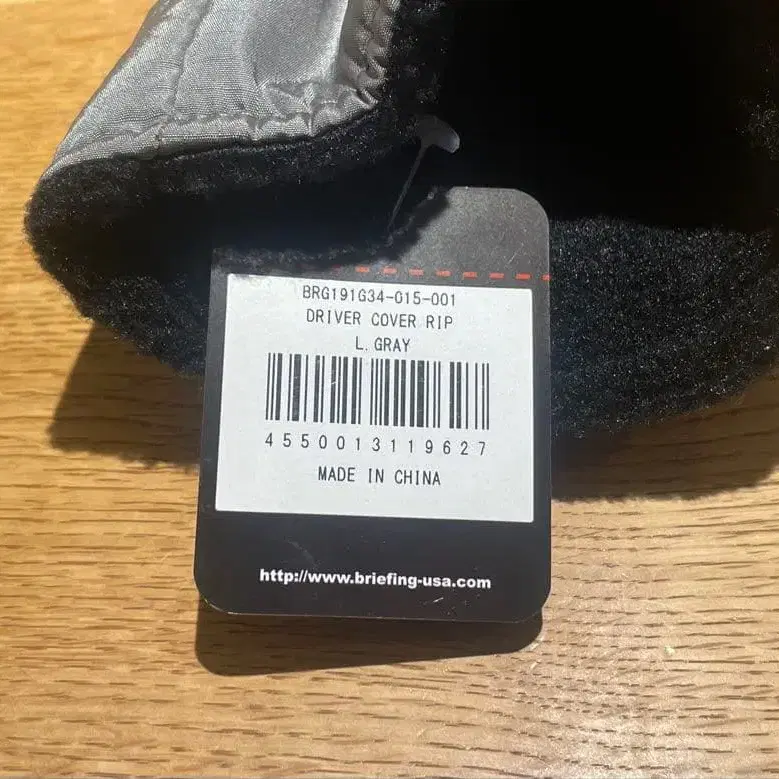 BRG191G34-015-001
DRIVER COVER RIP
L.GRAY
4550013119627
MADE IN CHINA
http://www.briefing-usa.com